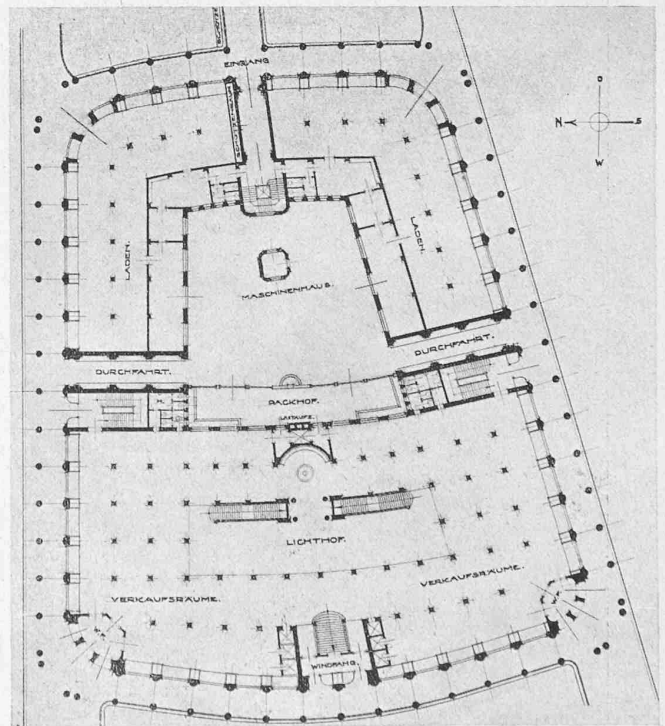 EINGANG
O
N
S
W
LADEN.
LADEN.
MASCHINENHAUS.
DURCHFAHRT.
DURCHFAHRT.
PACKHOF.
LICHTHOF.
VERKAUFSRÄUME.
VERKAUFSRÄUME.
WINDFANG